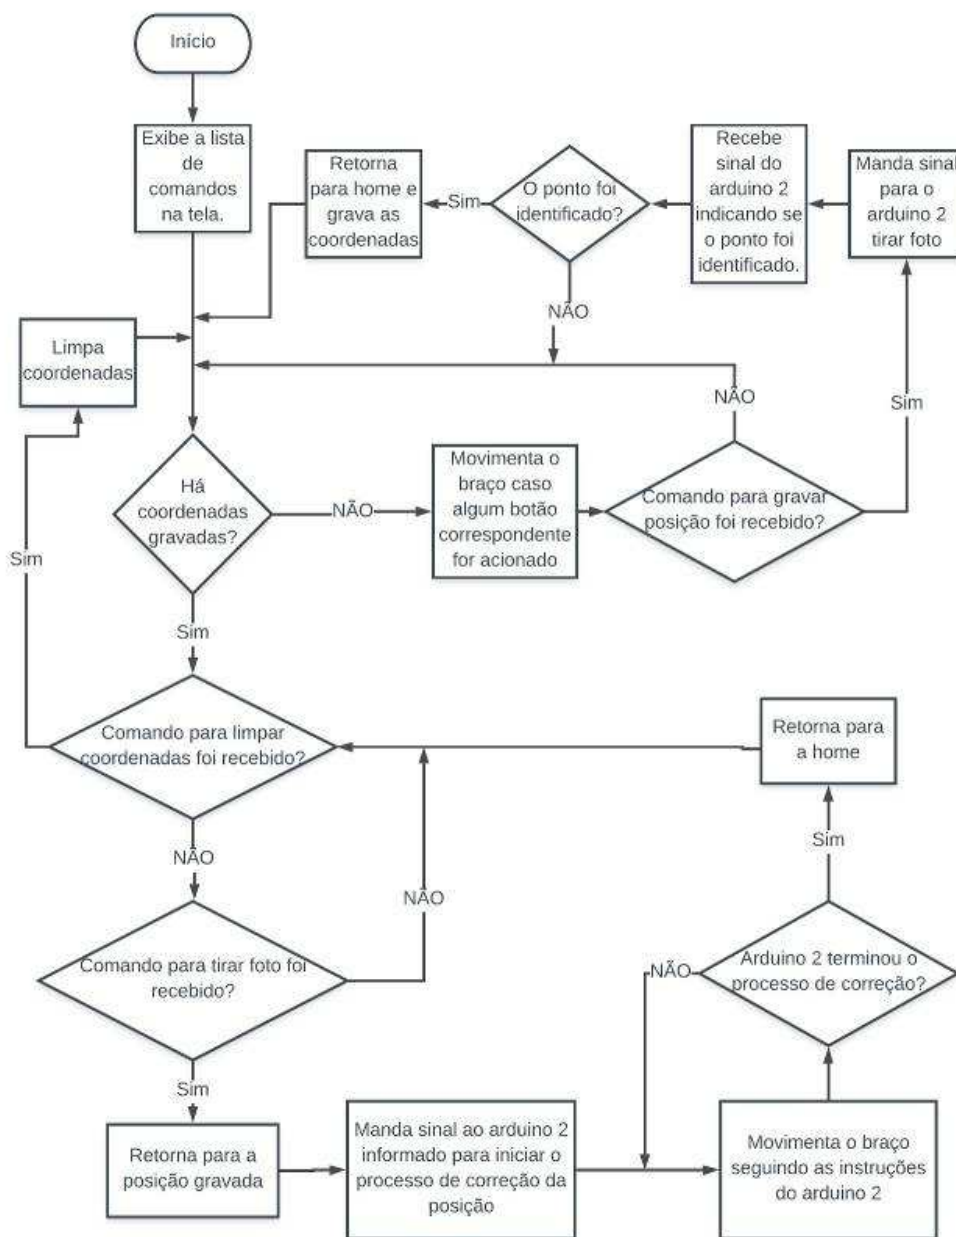 Início
Exibe a lista
de
comandos
na tela.
Retorna
para home e
grava as
coordenadas
Sim
O ponto foi
identificado?
Recebe
sinal do
arduino 2
indicando se
o ponto foi
identificado.
Manda sinal
para o
arduino 2
tirar foto
NÃO
Limpa
coordenadas
NÃO
Sim
Há
coordenadas
gravadas?
NÃO
Movimenta o
braço caso
algum botão
correspondente
for acionado
Comando para gravar
posição foi recebido?
Sim
Sim
Comando para limpar
coordenadas foi recebido?
Retorna para
a home
NÃO
Sim
NÃO
Comando para tirar foto foi
recebido?
NÃO
Arduino 2 terminou o
processo de correção?
Sim
Retorna para a
posição gravada
Manda sinal ao arduino 2
informado para iniciar o
processo de correção da
posição
Movimenta o braço
seguindo as instruções
do arduino 2